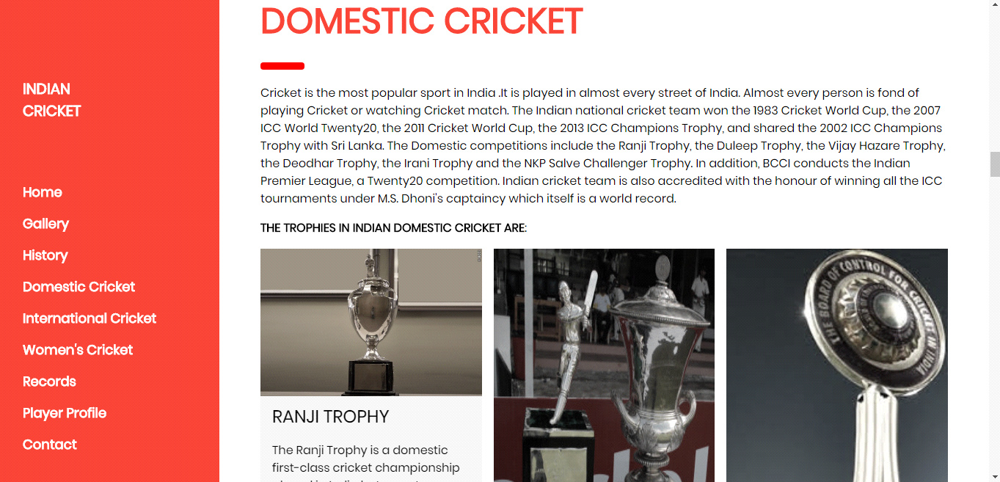 DOMESTIC CRICKET
INDIAN
CRICKET
Home
Gallery
History
Domestic Cricket
International Cricket
Women's Cricket
Records
Player Profile
Contact
Cricket is the most popular sport in India .It is played in almost every street of India. Almost every person is fond of
playing Cricket or watching Cricket match. The Indian national cricket team won the 1983 Cricket World Cup, the 2007
ICC World Twenty20, the 2011 Cricket World Cup, the 2013 ICC Champions Trophy, and shared the 2002 ICC Champions
Trophy with Sri Lanka. The Domestic competitions include the Ranji Trophy, the Duleep Trophy, the Vijay Hazare Trophy,
the Deodhar Trophy, the Irani Trophy and the NKP Salve Challenger Trophy. In addition, BCCI conducts the Indian
Premier League, a Twenty20 competition. Indian cricket team is also accredited with the honour of winning all the ICC
tournaments under M.S. Dhoni's captaincy which itself is a world record.
THE TROPHIES IN INDIAN DOMESTIC CRICKET ARE:
THE BOARD OF CONTROL FOR CRICKET IN INDIA
RANJI TROPHY
The Ranji Trophy is a domestic
first-class cricket championship